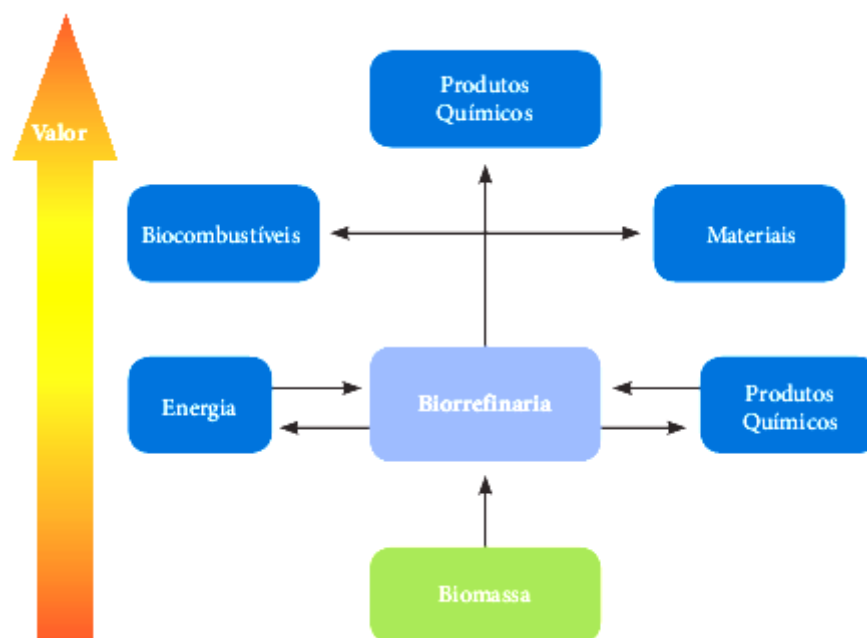 Produtos
Químicos
Valor
Biocombustíveis
Materiais
Energia
Biorrefinaria
Produtos
Químicos
Biomassa